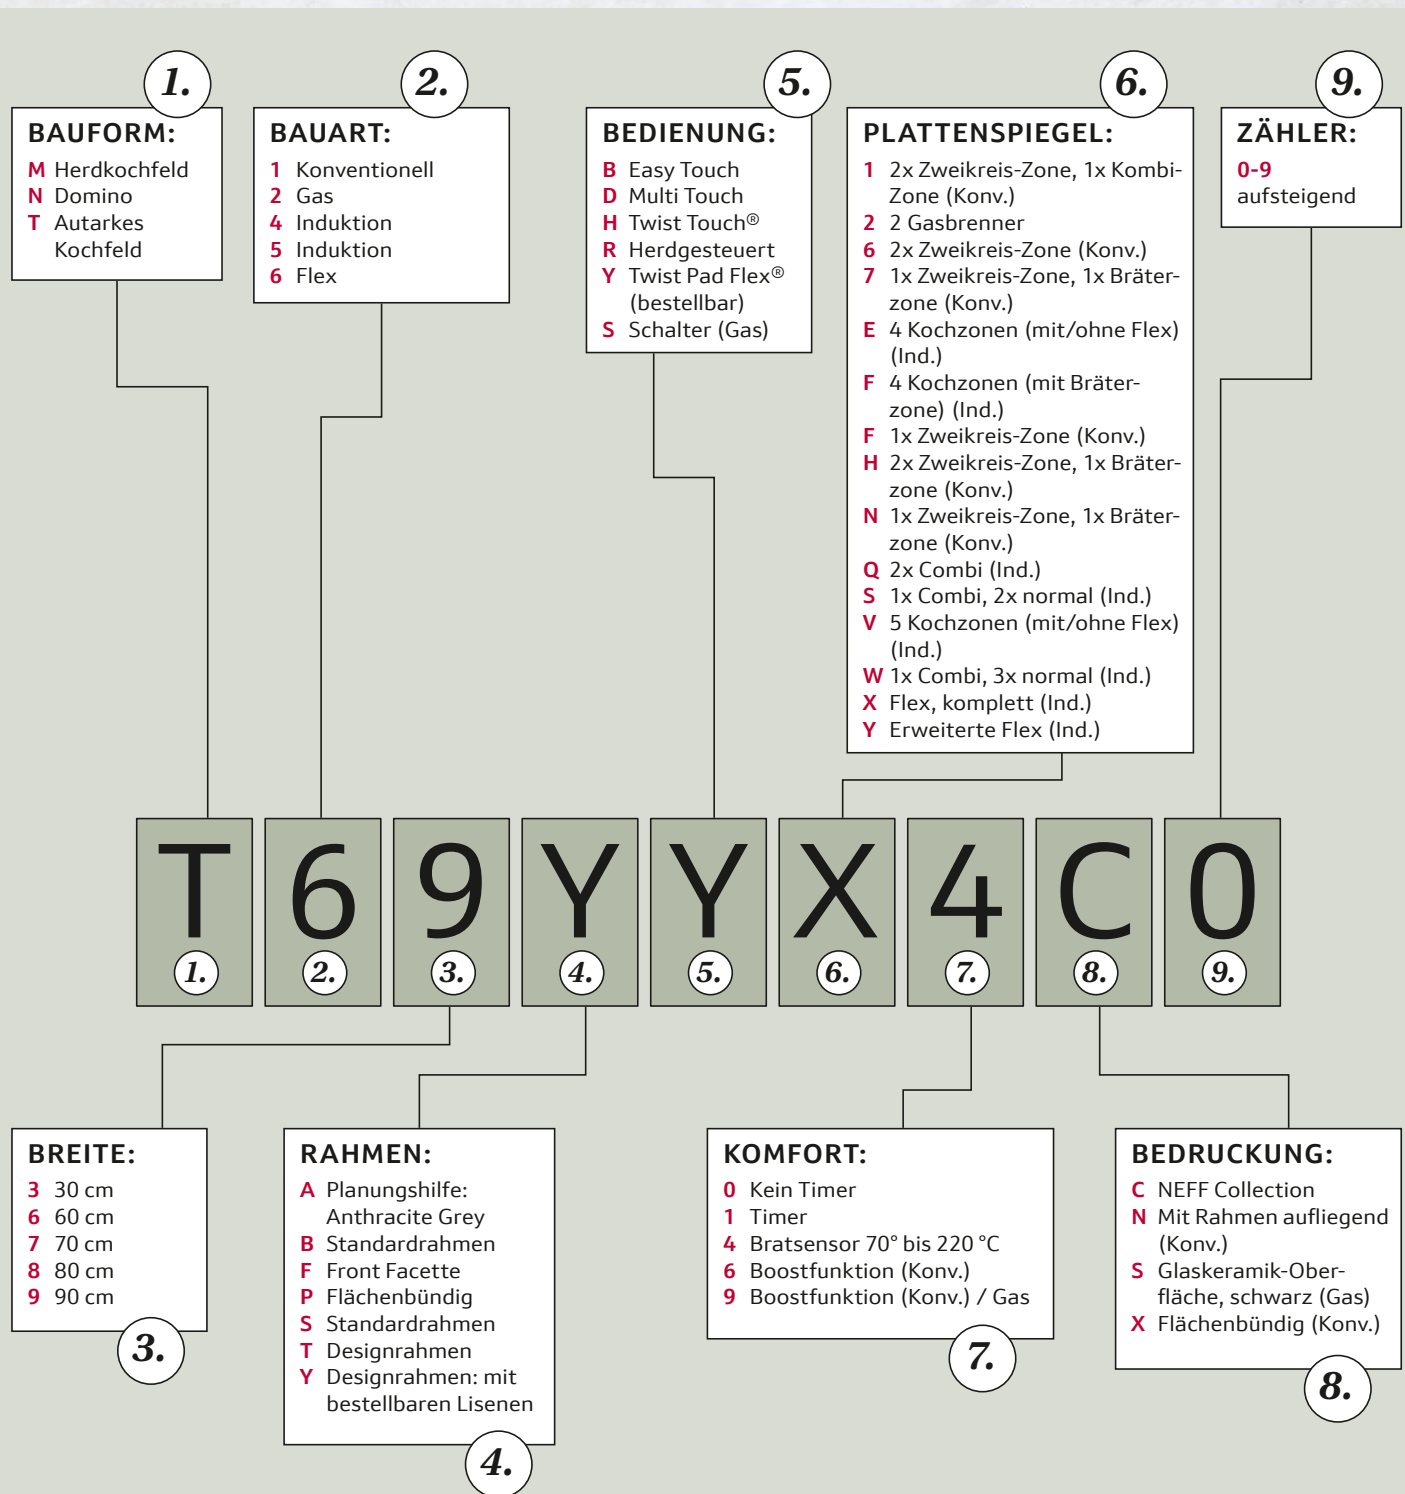 1.
BAUFORM:
M Herdkochfeld
N Domino
T Autarkes
Kochfeld
2.
BAUART:
1 Konventionell
2 Gas
4 Induktion
5 Induktion
6 Flex
5.
BEDIENUNG:
B Easy Touch
D Multi Touch
H Twist Touch®
R Herdgesteuert
Y Twist Pad Flex®
(bestellbar)
S Schalter (Gas)
6.
PLATTENSPIEGEL:
1 2x Zweikreis-Zone, 1x Kombi-
Zone (Konv.)
2 2 Gasbrenner
6 2x Zweikreis-Zone (Konv.)
7 1x Zweikreis-Zone, 1x Bräter-
zone (Konv.)
E 4 Kochzonen (mit/ohne Flex)
(Ind.)
F 4 Kochzonen (mit Bräter-
zone) (Ind.)
F 1x Zweikreis-Zone (Konv.)
H 2x Zweikreis-Zone, 1x Bräter-
zone (Konv.)
N 1x Zweikreis-Zone, 1x Bräter-
zone (Konv.)
Q 2x Combi (Ind.)
S 1x Combi, 2x normal (Ind.)
V 5 Kochzonen (mit/ohne Flex)
(Ind.)
W 1x Combi, 3x normal (Ind.)
X Flex, komplett (Ind.)
Y Erweiterte Flex (Ind.)
9.
ZÄHLER:
0-9
aufsteigend
T 6 9 Y Y X 4 C 0
1. 2. 3. 4. 5. 6. 7. 8. 9.
BREITE:
3 30 cm
6 60 cm
7 70 cm
8 80 cm
9 90 cm
3.
RAHMEN:
A Planungshilfe:
Anthracite Grey
B Standardrahmen
F Front Facette
P Flächenbündig
S Standardrahmen
T Designrahmen
Y Designrahmen: mit
bestellbaren Lisenen
4.
KOMFORT:
0 Kein Timer
1 Timer
4 Bratsensor 70° bis 220 °C
6 Boostfunktion (Konv.)
9 Boostfunktion (Konv.) / Gas
7.
BEDRUCKUNG:
C NEFF Collection
N Mit Rahmen aufliegend
(Konv.)
S Glaskeramik-Ober-
fläche, schwarz (Gas)
X Flächenbündig (Konv.)
8.